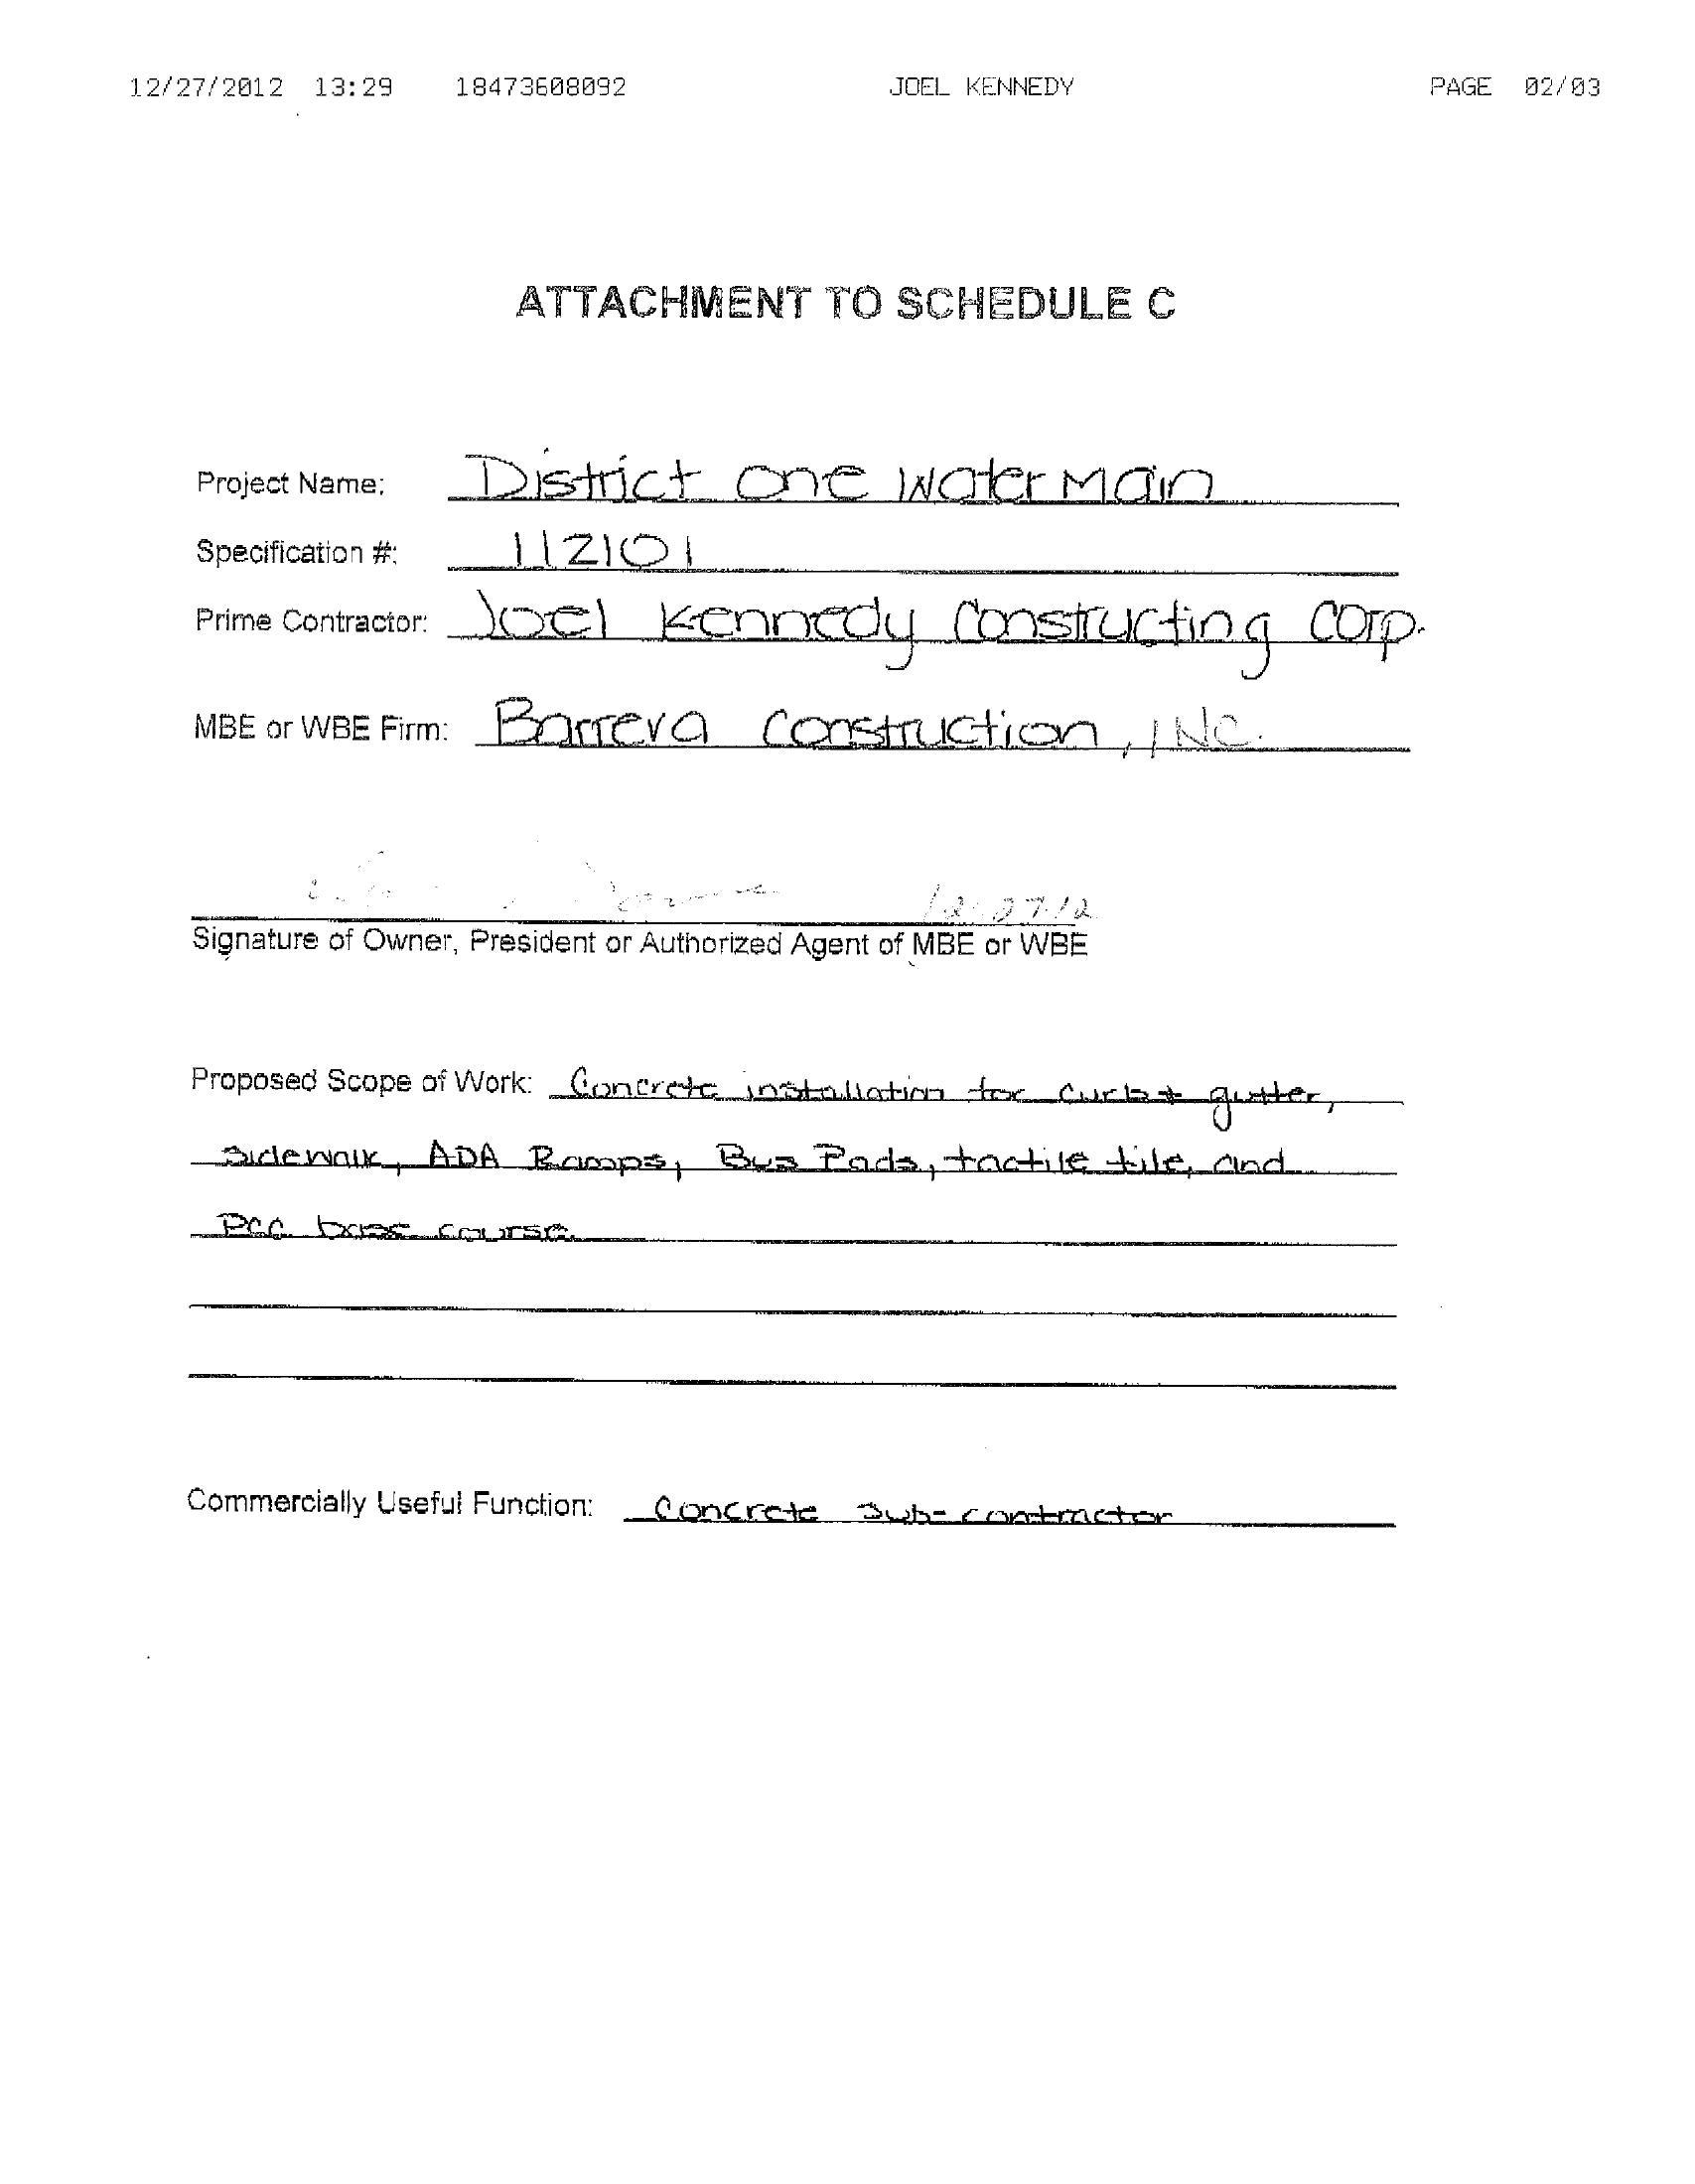 12/27/2012 13:29 18473608092 JOEL KENNEDY PAGE 02/03
ATTACHMENT TO SCHEDULE C
Project Name: District one Water Main
Specification #: 112101
Prime Contractor: Joel Kennedy Constructing Corp.
MBE or WBE Firm: Barrera Construction, INC.
12/27/12
Signature of Owner, President or Authorized Agent of MBE or WBE
Proposed Scope of Work: Concrete installation for curb + gutter,
Sidewalk, ADA Ramps, Bus Pads, tactile tile, and
PCC base course.
Commercially Useful Function: Concrete sub-contractor